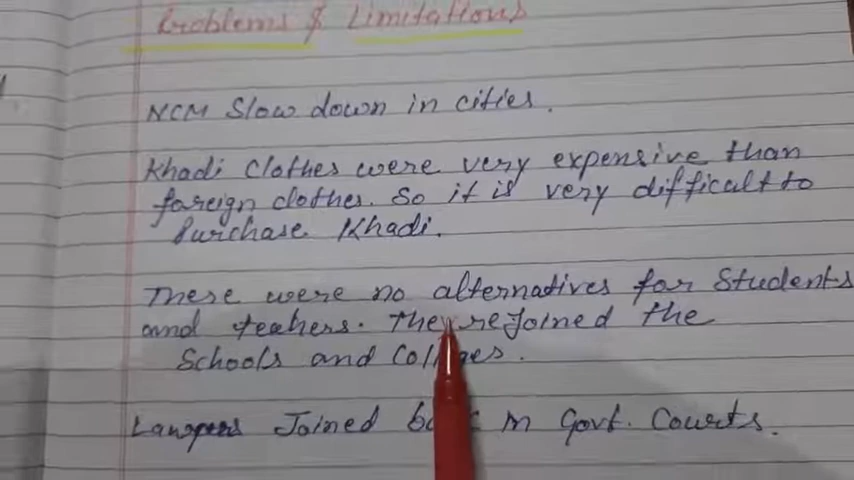 Problems & Limitations
NCM Slow down in cities.
Khadi clothes were very expensive than
foreign clothes. So it is very difficult to
Purchase Khadi.
There were no alternatives for Students
and teachers. They rejoined the
Schools and Colleges.
Lawyers Joined back in Govt. Courts.